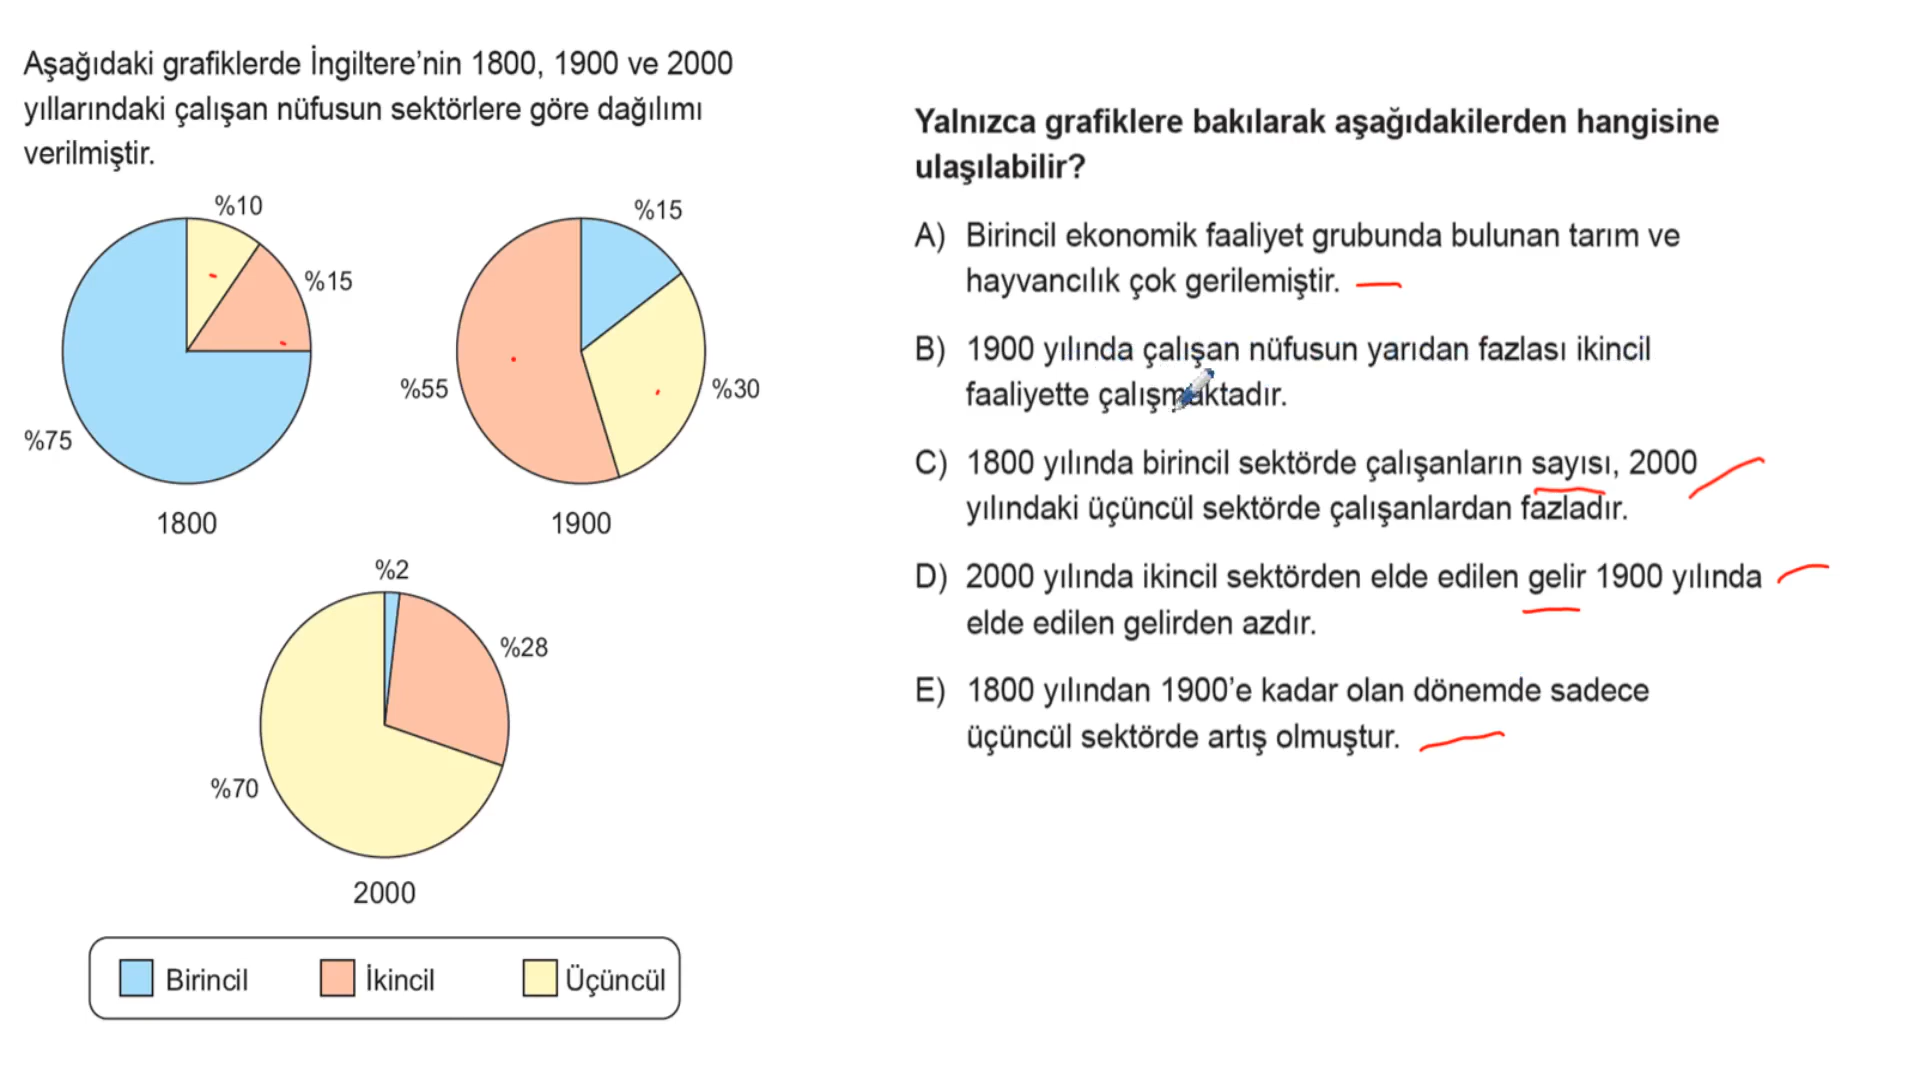 Aşağıdaki grafiklerde İngiltere'nin 1800, 1900 ve 2000
yıllarındaki çalışan nüfusun sektörlere göre dağılımı
verilmiştir.
%10
%15
%75
1800
%15
%55
%30
1900
%2
%28
%70
2000
Birincil
İkincil
Üçüncül
Yalnızca grafiklere bakılarak aşağıdakilerden hangisine
ulaşılabilir?
A) Birincil ekonomik faaliyet grubunda bulunan tarım ve
hayvancılık çok gerilemiştir.
B) 1900 yılında çalışan nüfusun yarıdan fazlası ikincil
faaliyette çalışmaktadır.
C) 1800 yılında birincil sektörde çalışanların sayısı, 2000
yılındaki üçüncül sektörde çalışanlardan fazladır.
D) 2000 yılında ikincil sektörden elde edilen gelir 1900 yılında
elde edilen gelirden azdır.
E) 1800 yılından 1900'e kadar olan dönemde sadece
üçüncül sektörde artış olmuştur.